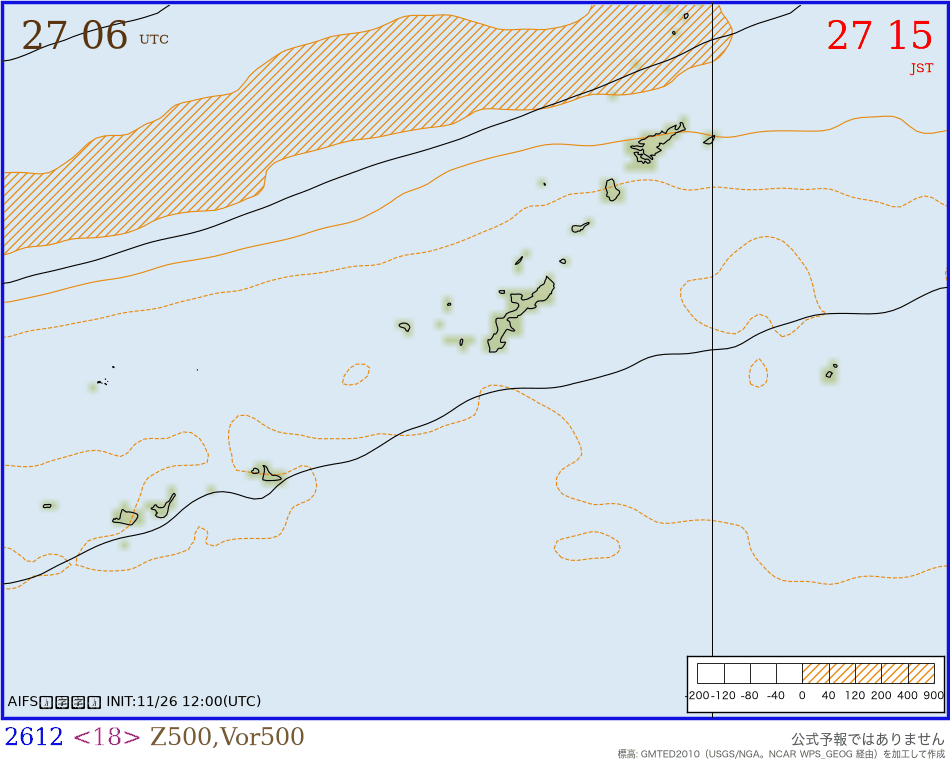 27 06 UTC
27 15
JST
-200 -120 -80 -40 0 40 120 200 400 900
AIFS INIT:11/26 12:00(UTC)
2612 <18> Z500,Vor500
公式予報ではありません
標高: GMTED2010（USGS/NGA。NCAR WPS_GEOG 経由）を加工して作成